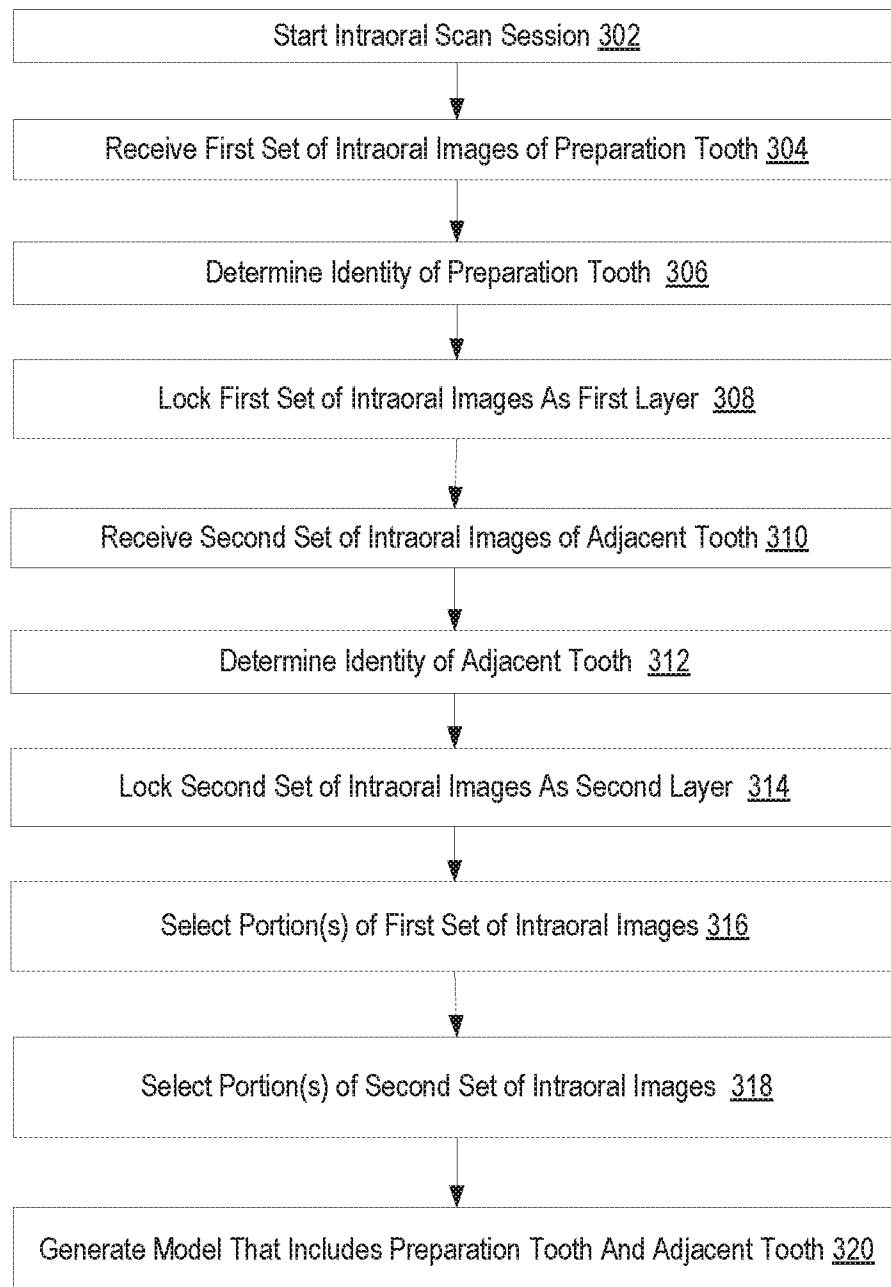 Start Intraoral Scan Session 302
Receive First Set of Intraoral Images of Preparation Tooth 304
Determine Identity of Preparation Tooth 306
Lock First Set of Intraoral Images As First Layer 308
Receive Second Set of Intraoral Images of Adjacent Tooth 310
Determine Identity of Adjacent Tooth 312
Lock Second Set of Intraoral Images As Second Layer 314
Select Portion(s) of First Set of Intraoral Images 316
Select Portion(s) of Second Set of Intraoral Images 318
Generate Model That Includes Preparation Tooth And Adjacent Tooth 320